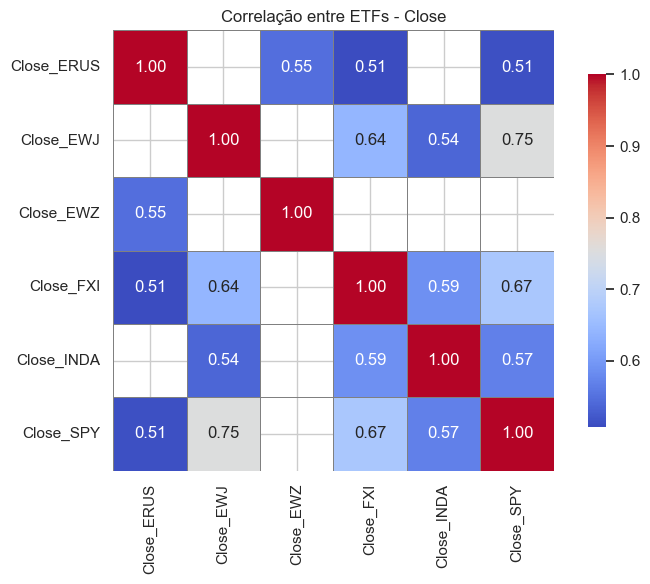 Correlação entre ETFs - Close
Close_ERUS 1.00 0.55 0.51 0.51
Close_EWJ 1.00 0.64 0.54 0.75
Close_EWZ 0.55 1.00
Close_FXI 0.51 0.64 1.00 0.59 0.67
Close_INDA 0.54 0.59 1.00 0.57
Close_SPY 0.51 0.75 0.67 0.57 1.00
Close_ERUS
Close_EWJ
Close_EWZ
Close_FXI
Close_INDA
Close_SPY
1.0
0.9
0.8
0.7
0.6